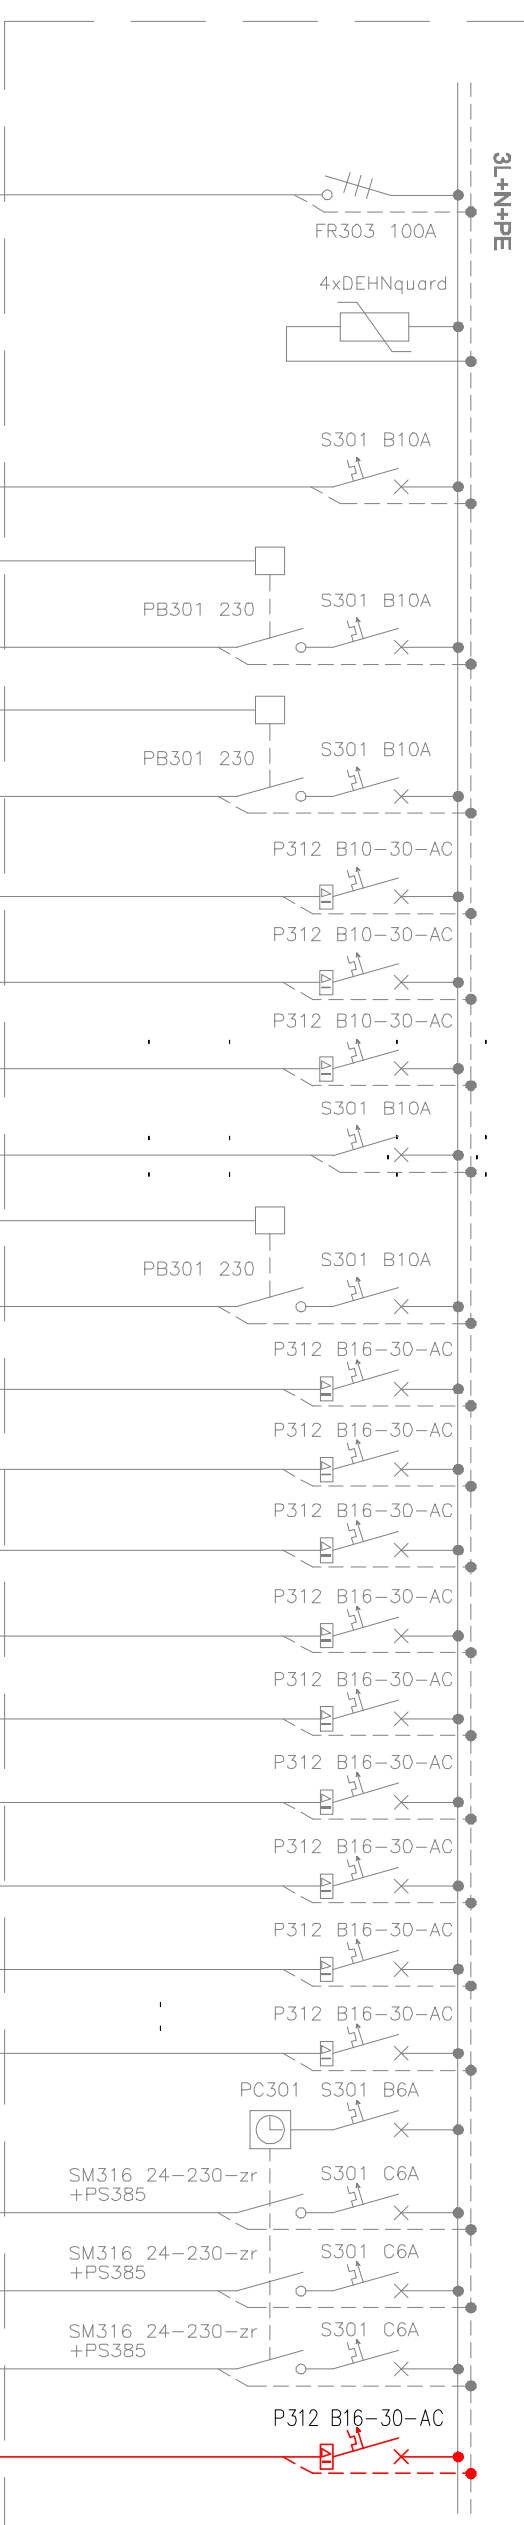 3L+N+PE
FR303 100A
4xDEHNquard
S301 B10A
PB301 230
S301 B10A
PB301 230
S301 B10A
P312 B10-30-AC
P312 B10-30-AC
P312 B10-30-AC
S301 B10A
PB301 230
S301 B10A
P312 B16-30-AC
P312 B16-30-AC
P312 B16-30-AC
P312 B16-30-AC
P312 B16-30-AC
P312 B16-30-AC
P312 B16-30-AC
P312 B16-30-AC
P312 B16-30-AC
PC301 S301 B6A
SM316 24-230-zr
+PS385
S301 C6A
SM316 24-230-zr
+PS385
S301 C6A
SM316 24-230-zr
+PS385
S301 C6A
P312 B16-30-AC